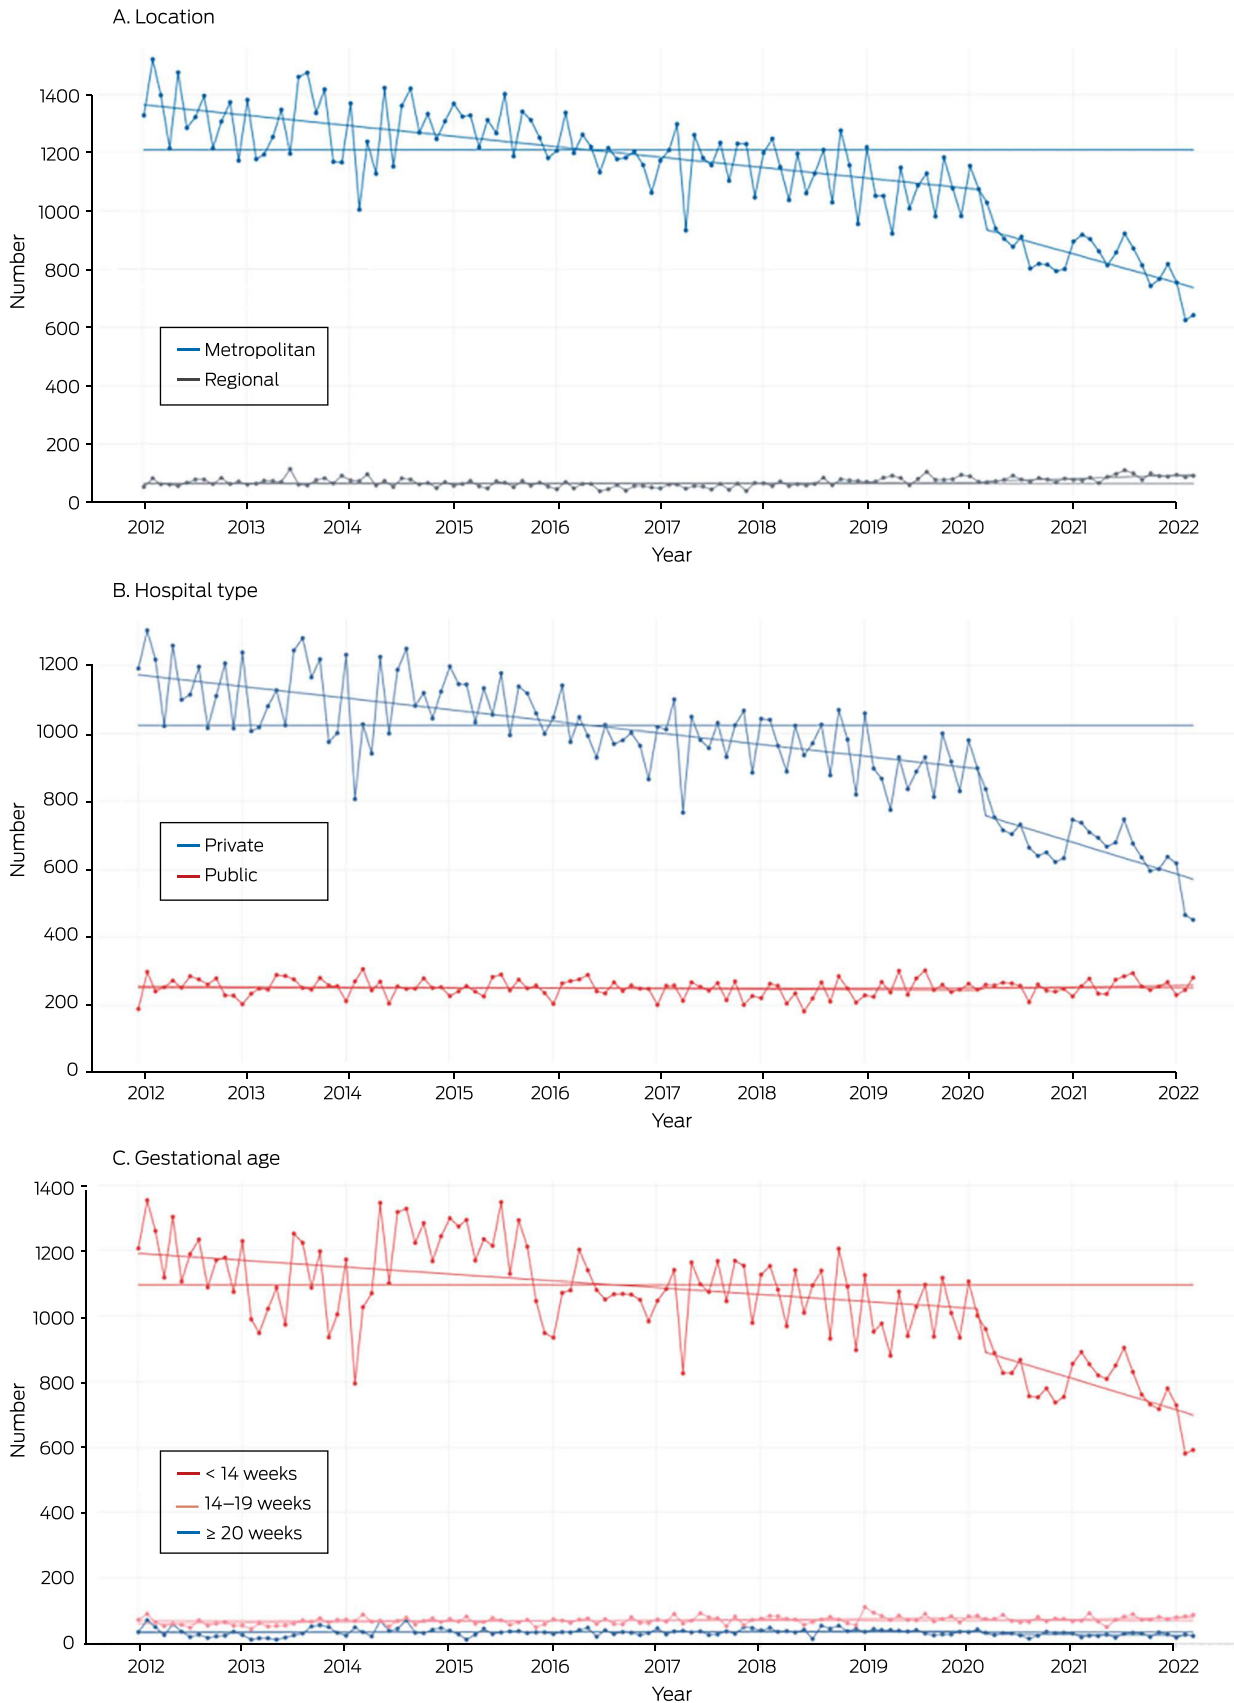 A. Location
1400
1200
1000
800
600
400
200
0
Number
Metropolitan
Regional
2012 2013 2014 2015 2016 2017 2018 2019 2020 2021 2022
Year
B. Hospital type
1200
1000
800
600
400
200
0
Number
Private
Public
2012 2013 2014 2015 2016 2017 2018 2019 2020 2021 2022
Year
C. Gestational age
1400
1200
1000
800
600
400
200
0
Number
< 14 weeks
14–19 weeks
≥ 20 weeks
2012 2013 2014 2015 2016 2017 2018 2019 2020 2021 2022
Year